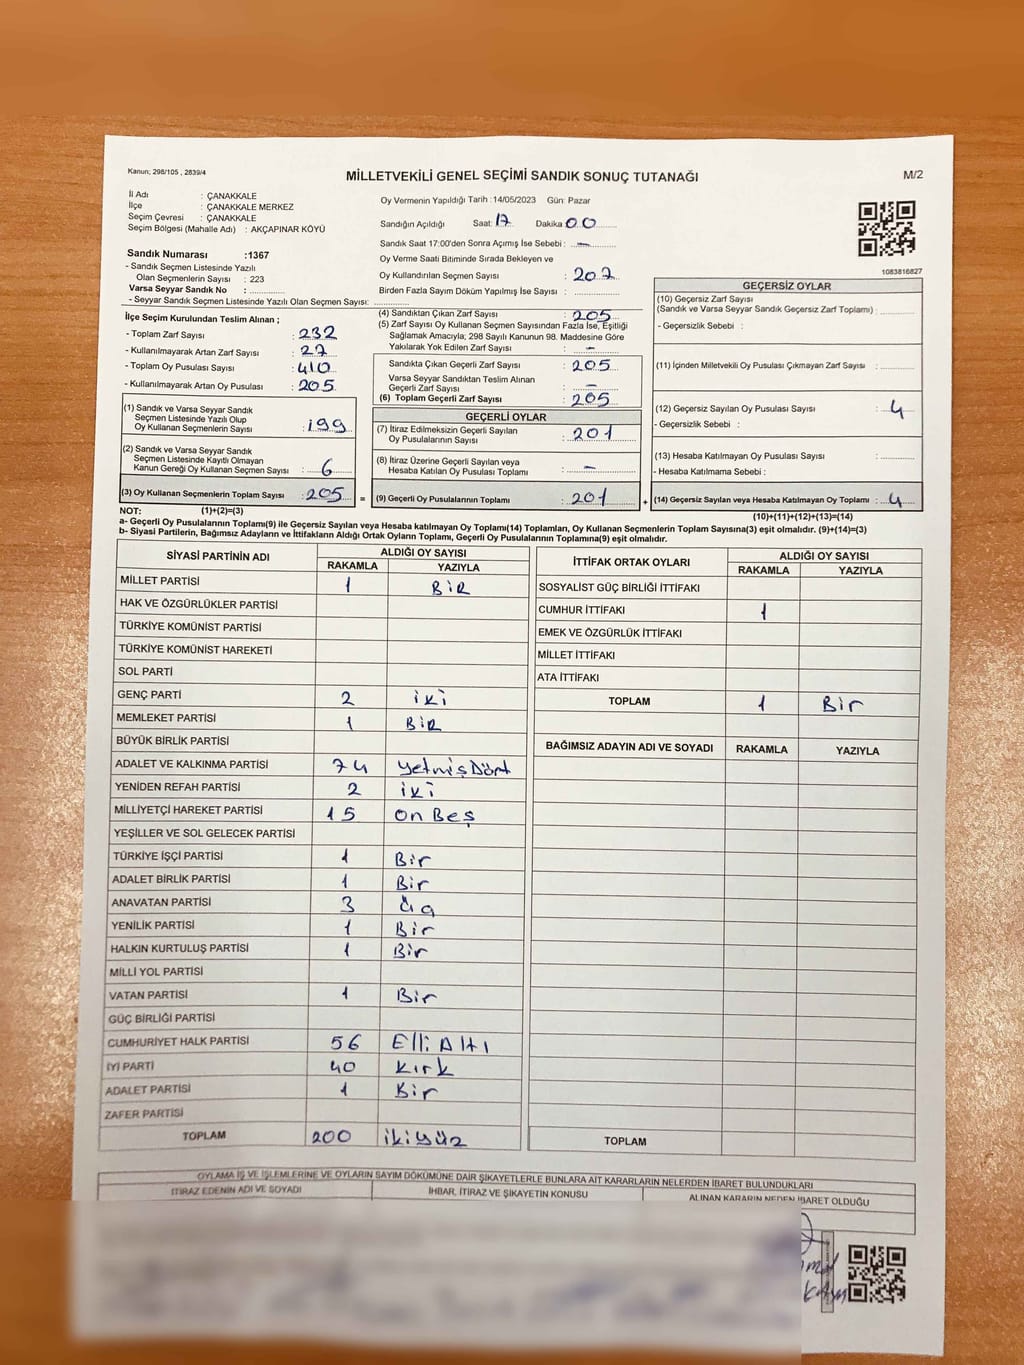 Kanun; 298/105 , 2839/4
MİLLETVEKİLİ GENEL SEÇİMİ SANDIK SONUÇ TUTANAĞI
M/2
İl Adı : ÇANAKKALE
İlçe : ÇANAKKALE MERKEZ
Seçim Çevresi : ÇANAKKALE
Seçim Bölgesi (Mahalle Adı) : AKÇAPINAR KÖYÜ
Sandık Numarası :1367
- Sandık Seçmen Listesinde Yazılı
Olan Seçmenlerin Sayısı : 223
Varsa Seyyar Sandık No : ...............
- Seyyar Sandık Seçmen Listesinde Yazılı Olan Seçmen Sayısı: ...............
Oy Vermenin Yapıldığı Tarih :14/05/2023 Gün: Pazar
Sandığın Açıldığı Saat: 17 Dakika 00
Sandık Saat 17:00'den Sonra Açımış İse Sebebi : –
Oy Verme Saati Bitiminde Sırada Bekleyen ve
Oy Kullandırılan Seçmen Sayısı : 207
Birden Fazla Sayım Döküm Yapılmış İse Sayısı : ...............
1083816827
İlçe Seçim Kurulundan Teslim Alınan ;
- Toplam Zarf Sayısı : 232
- Kullanılmayarak Artan Zarf Sayısı : 27
- Toplam Oy Pusulası Sayısı : 410
- Kullanılmayarak Artan Oy Pusulası : 205
(1) Sandık ve Varsa Seyyar Sandık
Seçmen Listesinde Yazılı Olup
Oy Kullanan Seçmenlerin Sayısı : 199
(2) Sandık ve Varsa Seyyar Sandık
Seçmen Listesinde Kayıtlı Olmayan
Kanun Gereği Oy Kullanan Seçmen Sayısı : 6
(3) Oy Kullanan Seçmenlerin Toplam Sayısı : 205 =
(4) Sandıktan Çıkan Zarf Sayısı : 205
(5) Zarf Sayısı Oy Kullanan Seçmen Sayısından Fazla İse, Eşitliği
Sağlamak Amacıyla; 298 Sayılı Kanunun 98. Maddesine Göre
Yakılarak Yok Edilen Zarf Sayısı : –
Sandıkta Çıkan Geçerli Zarf Sayısı : 205
Varsa Seyyar Sandıktan Teslim Alınan
Geçerli Zarf Sayısı : –
(6) Toplam Geçerli Zarf Sayısı : 205
GEÇERLİ OYLAR
(7) İtiraz Edilmeksizin Geçerli Sayılan
Oy Pusulalarının Sayısı : 201
(8) İtiraz Üzerine Geçerli Sayılan veya
Hesaba Katılan Oy Pusulası Toplamı : –
(9) Geçerli Oy Pusulalarının Toplamı : 201 +
GEÇERSİZ OYLAR
(10) Geçersiz Zarf Sayısı
(Sandık ve Varsa Seyyar Sandık Geçersiz Zarf Toplamı) : ...............
- Geçersizlik Sebebi :
(11) İçinden Milletvekili Oy Pusulası Çıkmayan Zarf Sayısı : ...............
(12) Geçersiz Sayılan Oy Pusulası Sayısı : 4
- Geçersizlik Sebebi :
(13) Hesaba Katılmayan Oy Pusulası Sayısı : ...............
- Hesaba Katılmama Sebebi :
(14) Geçersiz Sayılan veya Hesaba Katılmayan Oy Toplamı : 4
NOT: (1)+(2)=(3) (10)+(11)+(12)+(13)=(14)
a- Geçerli Oy Pusulalarının Toplamı(9) ile Geçersiz Sayılan veya Hesaba katılmayan Oy Toplamı(14) Toplamları, Oy Kullanan Seçmenlerin Toplam Sayısına(3) eşit olmalıdır. (9)+(14)=(3)
b- Siyasi Partilerin, Bağımsız Adayların ve İttifakların Aldığı Ortak Oyların Toplamı, Geçerli Oy Pusulalarının Toplamına(9) eşit olmalıdır.
SİYASİ PARTİNİN ADI ALDIĞI OY SAYISI
RAKAMLA YAZIYLA
MİLLET PARTİSİ 1 BİR
HAK VE ÖZGÜRLÜKLER PARTİSİ
TÜRKİYE KOMÜNİST PARTİSİ
TÜRKİYE KOMÜNİST HAREKETİ
SOL PARTİ
GENÇ PARTİ 2 iki
MEMLEKET PARTİSİ 1 BİR
BÜYÜK BİRLİK PARTİSİ
ADALET VE KALKINMA PARTİSİ 74 yetmişDört
YENİDEN REFAH PARTİSİ 2 iki
MİLLİYETÇİ HAREKET PARTİSİ 15 on Beş
YEŞİLLER VE SOL GELECEK PARTİSİ
TÜRKİYE İŞÇİ PARTİSİ 1 Bir
ADALET BİRLİK PARTİSİ 1 Bir
ANAVATAN PARTİSİ 3 üç
YENİLİK PARTİSİ 1 Bir
HALKIN KURTULUŞ PARTİSİ 1 Bir
MİLLİ YOL PARTİSİ
VATAN PARTİSİ 1 Bir
GÜÇ BİRLİĞİ PARTİSİ
CUMHURİYET HALK PARTİSİ 56 Elli Altı
İYİ PARTİ 40 kırk
ADALET PARTİSİ 1 Bir
ZAFER PARTİSİ
TOPLAM 200 ikiyüz
İTTİFAK ORTAK OYLARI ALDIĞI OY SAYISI
RAKAMLA YAZIYLA
SOSYALİST GÜÇ BİRLİĞİ İTTİFAKI
CUMHUR İTTİFAKI 1
EMEK VE ÖZGÜRLÜK İTTİFAKI
MİLLET İTTİFAKI
ATA İTTİFAKI
TOPLAM 1 Bir
BAĞIMSIZ ADAYIN ADI VE SOYADI RAKAMLA YAZIYLA
TOPLAM
OYLAMA İŞ VE İŞLEMLERİNE VE OYLARIN SAYIM DÖKÜMÜNE DAİR ŞİKAYETLERLE BUNLARA AİT KARARLARIN NELERDEN İBARET BULUNDUKLARI
İTİRAZ EDENİN ADI VE SOYADI İHBAR, İTİRAZ VE ŞİKAYETİN KONUSU ALINAN KARARIN NEDEN İBARET OLDUĞU